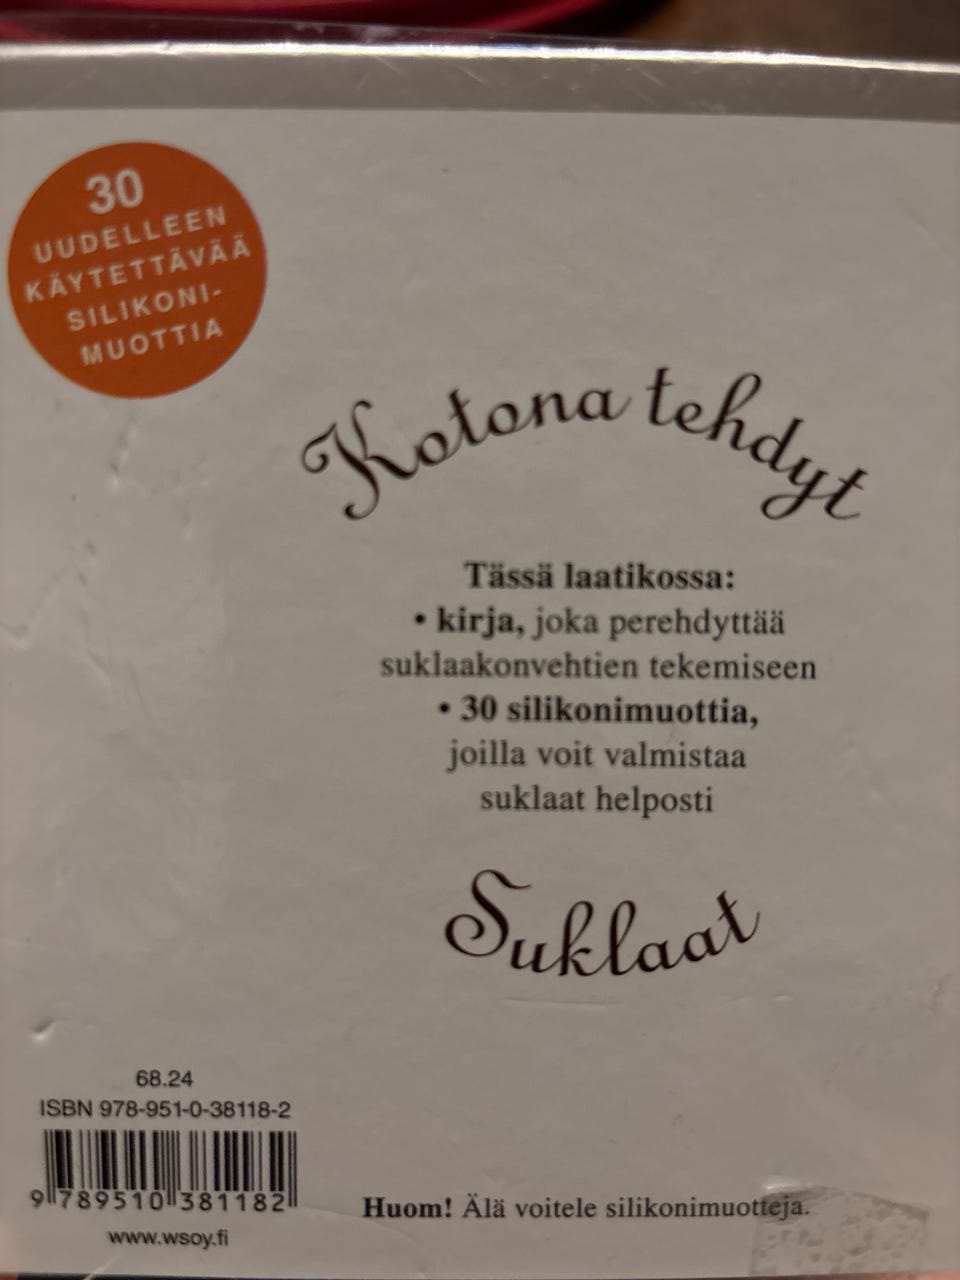 30
UUDELLEEN
KÄYTETTÄVÄÄ
SILIKONI-
MUOTTIA
Kotona tehdyt
Tässä laatikossa:
• kirja, joka perehdyttää
suklaakonvehtien tekemiseen
• 30 silikonimuottia,
joilla voit valmistaa
suklaat helposti
Suklaat
68.24
ISBN 978-951-0-38118-2
9 789510 381182
www.wsoy.fi
Huom! Älä voitele silikonimuotteja.